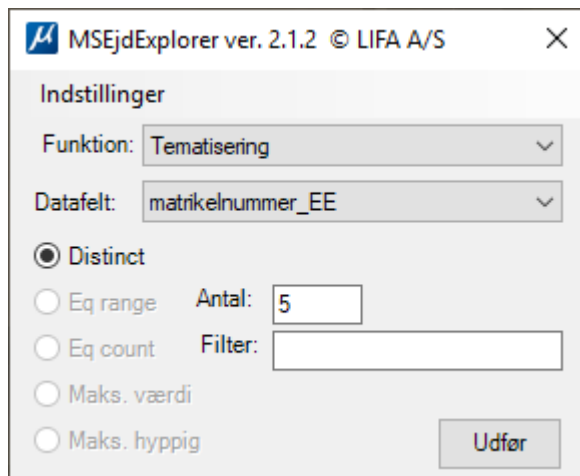 µ MSEjdExplorer ver. 2.1.2 © LIFA A/S
Indstillinger
Funktion: Tematisering
Datafelt: matrikelnummer_EE
Distinct
Eq range Antal: 5
Eq count Filter:
Maks. værdi
Maks. hyppig Udfør